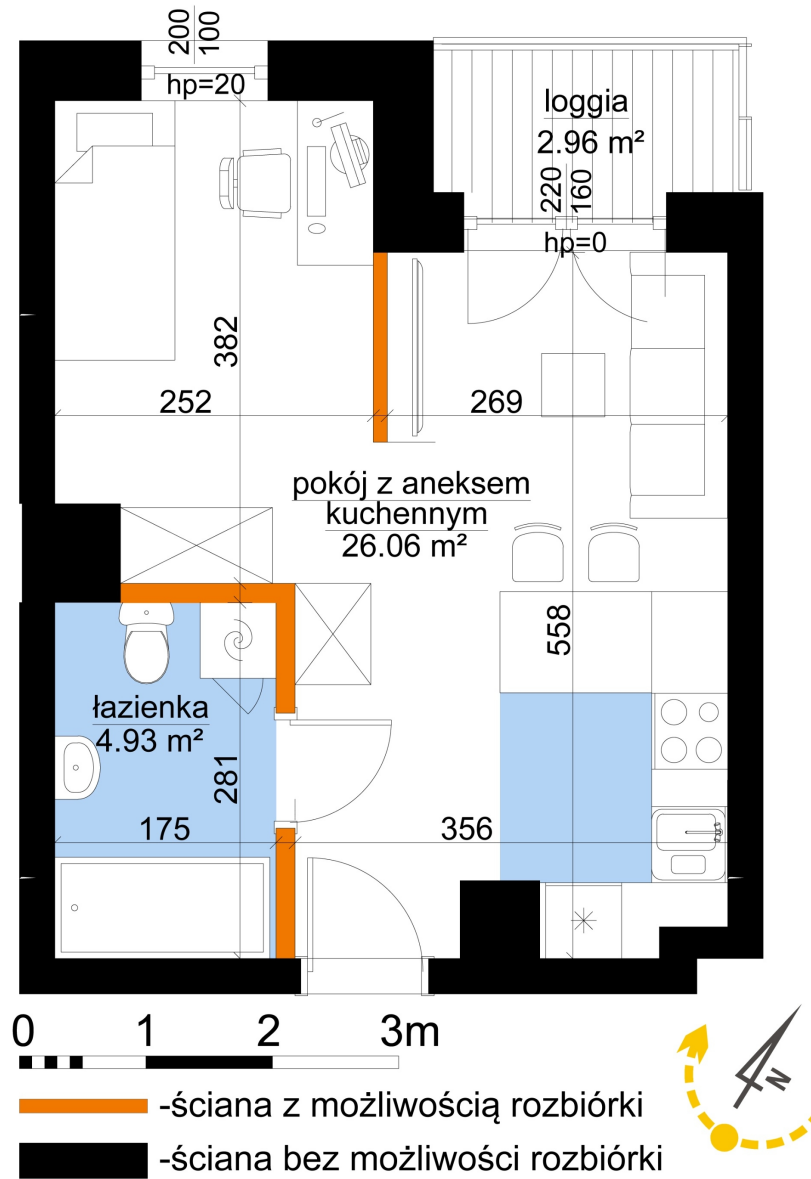 200
100
hp=20
loggia
2.96 m²
220
160
hp=0
382
252
269
pokój z aneksem
kuchennym
26.06 m²
558
łazienka
4.93 m²
281
175
356
0 1 2 3m
-ściana z możliwością rozbiórki
N
-ściana bez możliwości rozbiórki